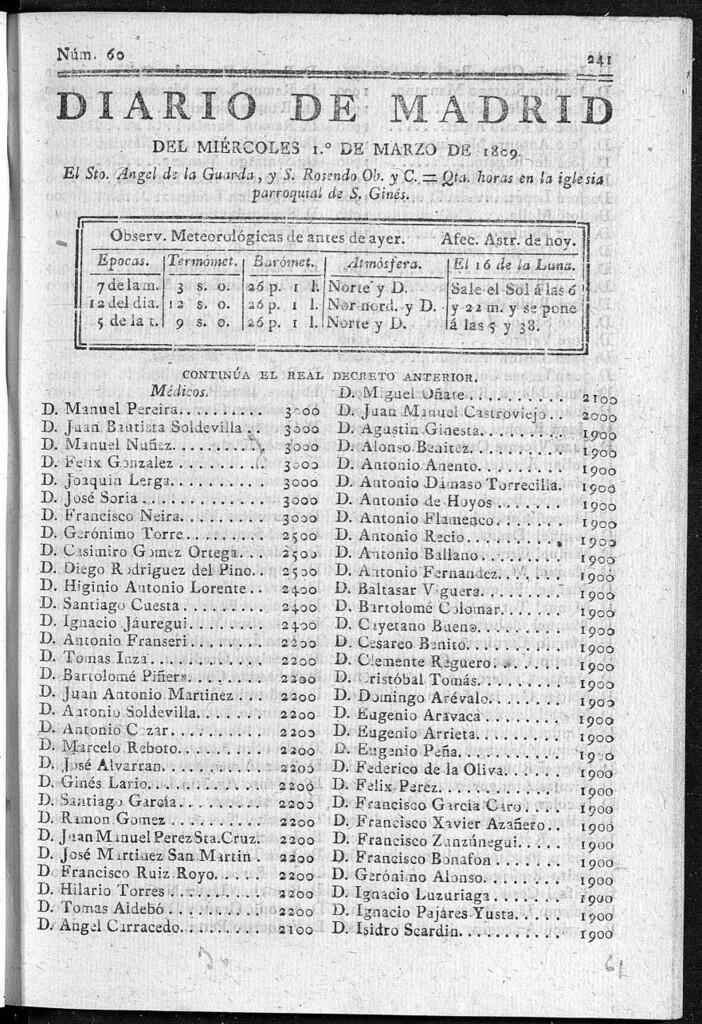 Núm. 60
241
DIARIO DE MADRID
DEL MIÉRCOLES 1.º DE MARZO DE 1809.
El Sto. Angel de la Guarda, y S. Rosendo Ob. y C. = Qta. horas en la iglesia
parroquial de S. Ginés.
Observ. Meteorológicas de antes de ayer. Afec. Astr. de hoy.
Epocas. Termómet. Barómet. Atmósfera. El 16 de la Luna.
7 de la m. 3 s. o. 26 p. 1 l. Norte y D. Sale el Sol á las 6
12 del dia. 12 s. o. 26 p. 1 l. Nor nord. y D. y 22 m. y se pone
5 de la t. 9 s. o. 26 p. 1 l. Norte y D. á las 5 y 38.
CONTINÚA EL REAL DECRETO ANTERIOR.
Médicos.
D. Manuel Pereira......... 3000
D. Juan Bautista Soldevilla .. 3000
D. Manuel Nuñez......... 3000
D. Felix Gonzalez ........ 3000
D. Joaquin Lerga......... 3000
D. José Soria ........... 3000
D. Francisco Neira........ 3000
D. Gerónimo Torre........ 2500
D. Casimiro Gomez Ortega... 2500
D. Diego Rodriguez del Pino.. 2500
D. Higinio Antonio Lorente.. 2400
D. Santiago Cuesta ........ 2400
D. Ignacio Jáuregui ....... 2400
D. Antonio Franseri ....... 2200
D. Tomas Inza .......... 2200
D. Bartolomé Piñera....... 2200
D. Juan Antonio Martinez ... 2200
D. Antonio Soldevilla...... 2200
D. Antonio Cazar........ 2200
D. Marcelo Reboto........ 2200
D. José Alvarran......... 2200
D. Ginés Lario.......... 2200
D. Santiago García........ 2200
D. Ramon Gomez ........ 2200
D. Juan Manuel Perez Sta. Cruz. 2200
D. José Martinez San Martin . 2200
D. Francisco Ruiz Royo..... 2200
D. Hilario Torres ........ 2200
D. Tomas Aidebó ........ 2200
D. Angel Carracedo....... 2100
D. Miguel Oñate ......... 2100
D. Juan Manuel Castroviejo.. 2000
D. Agustin Ginesta........ 1900
D. Alonso Benitez........ 1900
D. Antonio Anento........ 1900
D. Antonio Dámaso Torrecilla. 1900
D. Antonio de Hoyos ...... 1900
D. Antonio Flamenco...... 1900
D. Antonio Recio........ 1900
D. Antonio Ballano....... 1900
D. Antonio Fernandez...... 1900
D. Baltasar Viguera....... 1900
D. Bartolomé Colomar...... 1900
D. Cayetano Bueno........ 1900
D. Cesareo Benito........ 1900
D. Clemente Reguero ...... 1900
D. Cristóbal Tomás....... 1900
D. Domingo Arévalo....... 1900
D. Eugenio Aravaca ....... 1900
D. Eugenio Arrieta....... 1900
D. Eugenio Peña......... 1900
D. Federico de la Oliva..... 1900
D. Felix Perez.......... 1900
D. Francisco García Caro.... 1900
D. Francisco Xavier Azañero.. 1900
D. Francisco Zunzúnegui.... 1900
D. Francisco Bonafon ...... 1900
D. Gerónimo Alonso....... 1900
D. Ignacio Luzuriaga ...... 1900
D. Ignacio Pajáres Yusta.... 1900
D. Isidro Scardin........ 1900
61